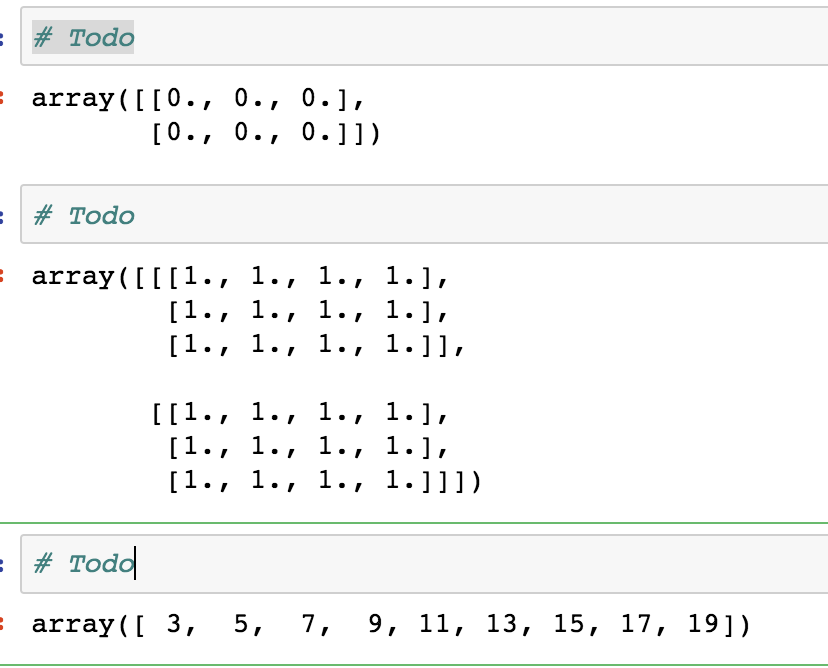 # Todo
array([[0., 0., 0.],
       [0., 0., 0.]])
# Todo
array([[[1., 1., 1., 1.],
        [1., 1., 1., 1.],
        [1., 1., 1., 1.]],
       [[1., 1., 1., 1.],
        [1., 1., 1., 1.],
        [1., 1., 1., 1.]]])
# Todo
array([ 3,  5,  7,  9, 11, 13, 15, 17, 19])